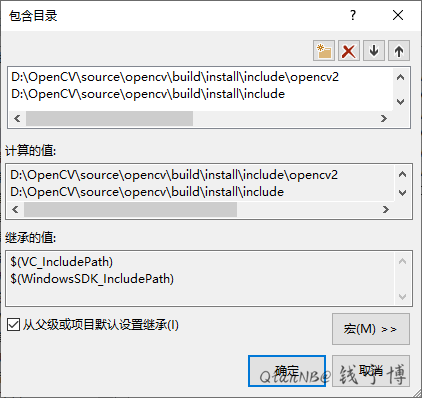 包含目录
? ×
D:\OpenCV\source\opencv\build\install\include\opencv2
D:\OpenCV\source\opencv\build\install\include
计算的值:
D:\OpenCV\source\opencv\build\install\include\opencv2
D:\OpenCV\source\opencv\build\install\include
继承的值:
$(VC_IncludePath)
$(WindowsSDK_IncludePath)
从父级或项目默认设置继承(I)
宏(M) >>
确定
取消
QianNB@ 钱宁博